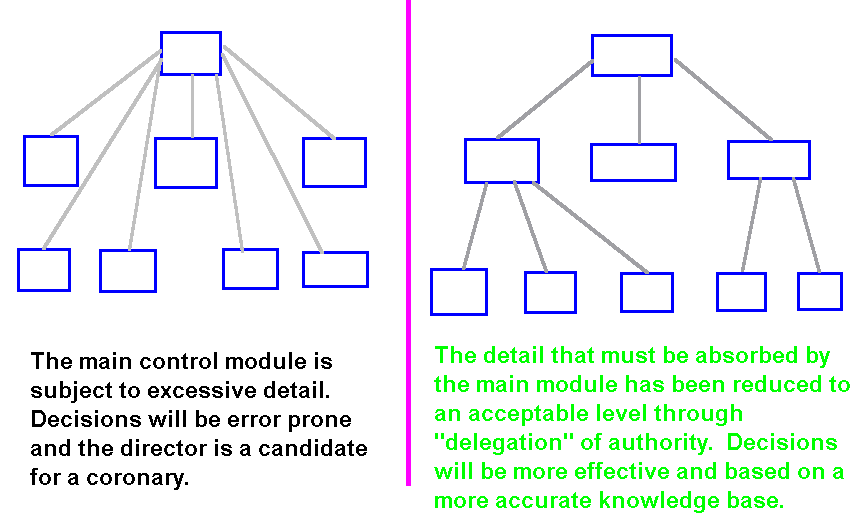 The main control module is
subject to excessive detail.
Decisions will be error prone
and the director is a candidate
for a coronary.
The detail that must be absorbed by
the main module has been reduced to
an acceptable level through
"delegation" of authority.  Decisions
will be more effective and based on a
more accurate knowledge base.